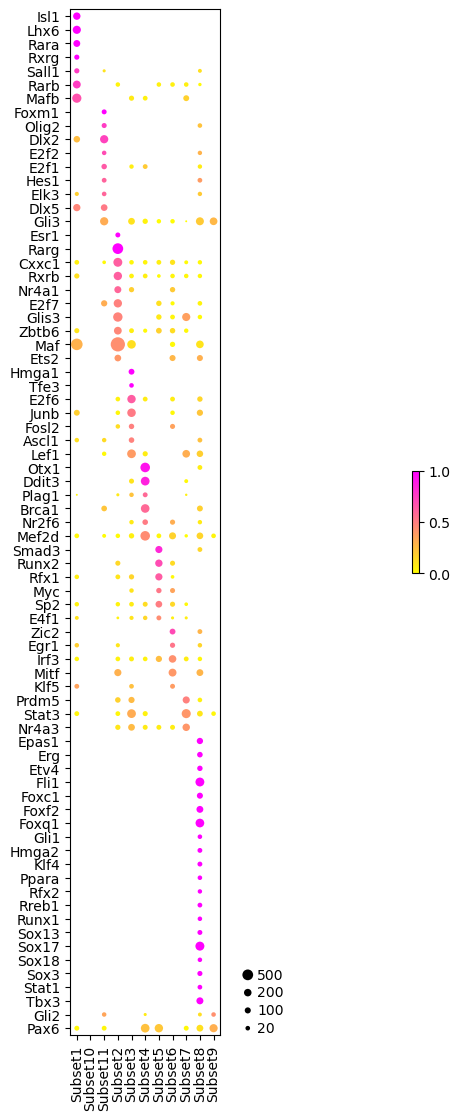 Isl1
Lhx6
Rara
Rxrg
Sall1
Rarb
Mafb
Foxm1
Olig2
Dlx2
E2f2
E2f1
Hes1
Elk3
Dlx5
Gli3
Esr1
Rarg
Cxxc1
Rxrb
Nr4a1
E2f7
Glis3
Zbtb6
Maf
Ets2
Hmga1
Tfe3
E2f6
Junb
Fosl2
Ascl1
Lef1
Otx1
Ddit3
Plag1
Brca1
Nr2f6
Mef2d
Smad3
Runx2
Rfx1
Myc
Sp2
E4f1
Zic2
Egr1
Irf3
Mitf
Klf5
Prdm5
Stat3
Nr4a3
Epas1
Erg
Etv4
Fli1
Foxc1
Foxf2
Foxq1
Gli1
Hmga2
Klf4
Ppara
Rfx2
Rreb1
Runx1
Sox13
Sox17
Sox18
Sox3
Stat1
Tbx3
Gli2
Pax6
Subset1
Subset10
Subset11
Subset2
Subset3
Subset4
Subset5
Subset6
Subset7
Subset8
Subset9
1.0
0.5
0.0
500
200
100
20